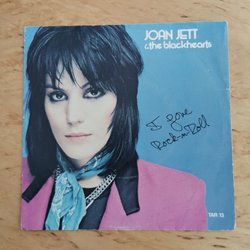 JOAN JETT
& the blackhearts
I Love
Rock-n-Roll